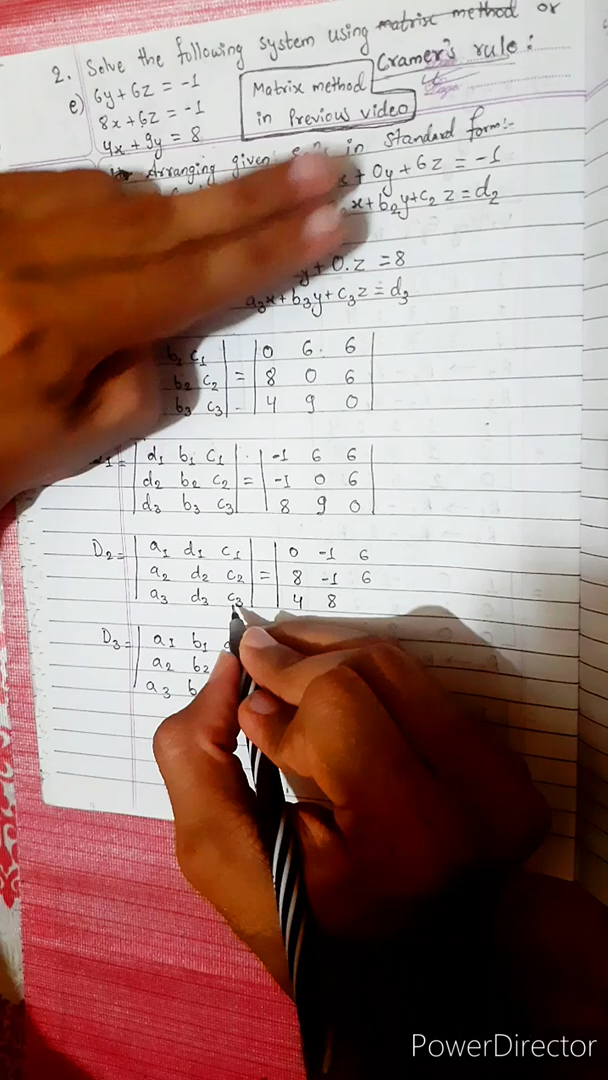 2. Solve the following system using matrix method or
Cramer's rule:
e) 6y + 6z = -1
8x + 6z = -1
4x + 9y = 8
Matrix method
in Previous video
Arranging given in standard form:-
+ 0y + 6z = -1
x + b2y + c2 z = d2
y + 0.z = 8
a3x + b3y + c3z = d3
b1 c1 | = | 0 6 6 |
b2 c2 | = | 8 0 6 |
b3 c3 | = | 4 9 0 |
| d1 b1 c1 | = | -1 6 6 |
| d2 b2 c2 | = | -1 0 6 |
| d3 b3 c3 | = | 8 9 0 |
D2 = | a1 d1 c1 | = | 0 -1 6
| a2 d2 c2 | = | 8 -1 6
| a3 d3 c3 | = | 4 8
D3 = | a1 b1
| a2 b2
a3 b
PowerDirector